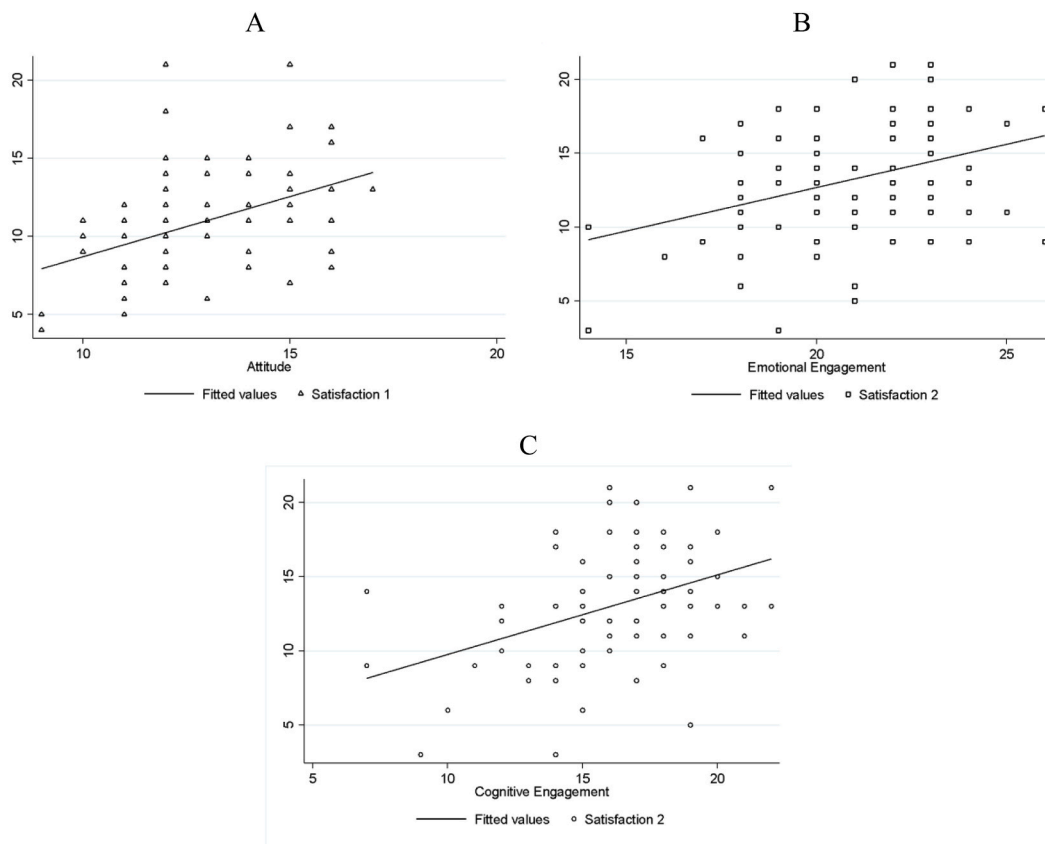 A
20
15
10
5
10 15 20
Attitude
Fitted values Satisfaction 1
B
20
15
10
5
15 20 25
Emotional Engagement
Fitted values Satisfaction 2
C
20
15
10
5
5 10 15 20
Cognitive Engagement
Fitted values Satisfaction 2